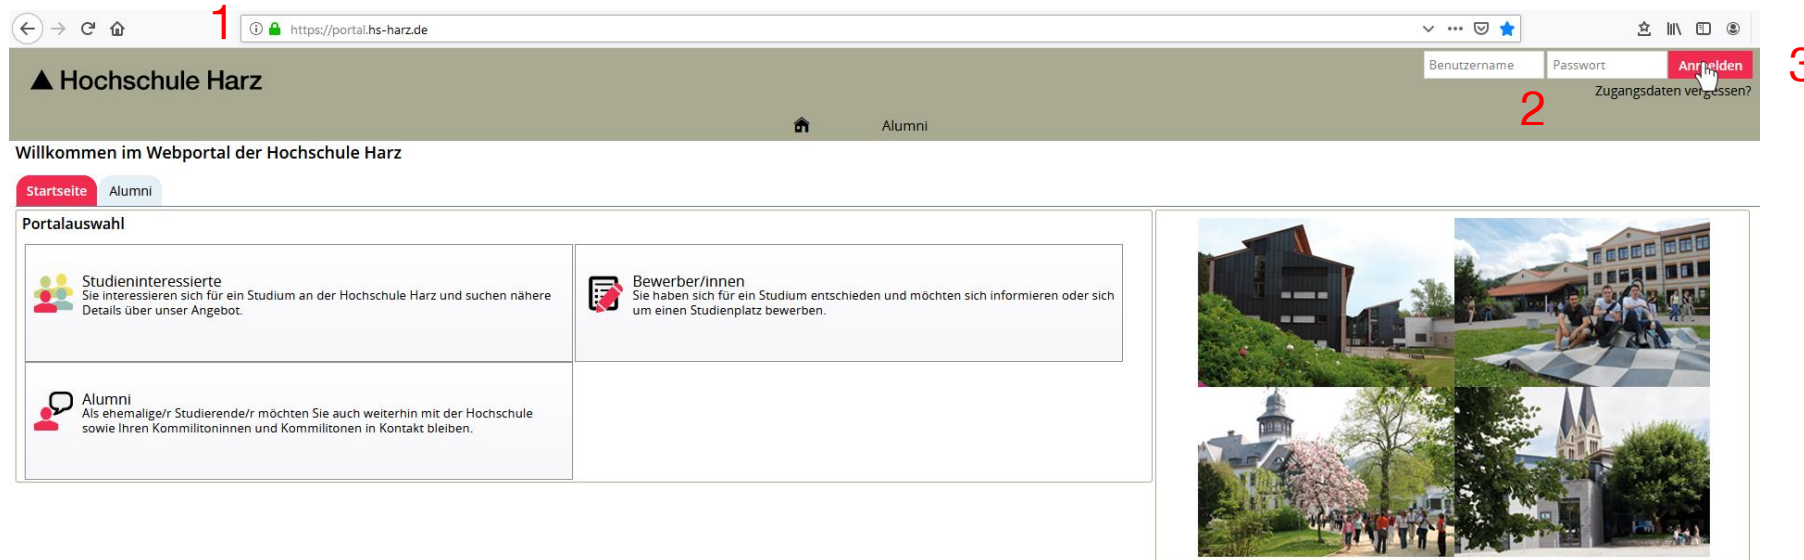 1
https://portal.hs-harz.de
Hochschule Harz
Benutzername
Passwort
Anmelden
3
Zugangsdaten vergessen?
2
Alumni
Willkommen im Webportal der Hochschule Harz
Startseite
Alumni
Portalauswahl
Studieninteressierte
Sie interessieren sich für ein Studium an der Hochschule Harz und suchen nähere
Details über unser Angebot.
Bewerber/innen
Sie haben sich für ein Studium entschieden und möchten sich informieren oder sich
um einen Studienplatz bewerben.
Alumni
Als ehemalige/r Studierende/r möchten Sie auch weiterhin mit der Hochschule
sowie Ihren Kommilitoninnen und Kommilitonen in Kontakt bleiben.